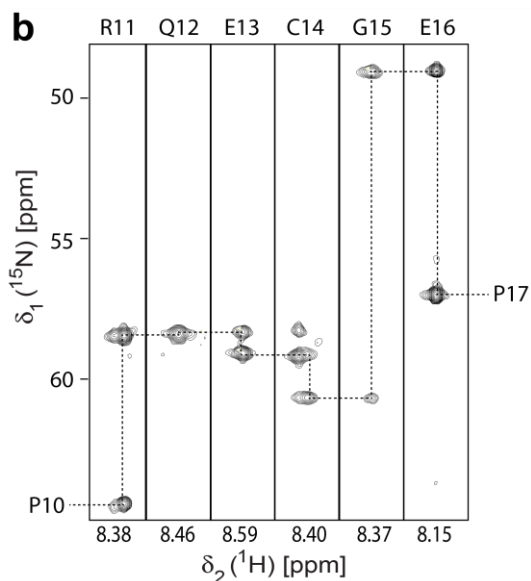 b
R11 Q12 E13 C14 G15 E16
50
55
60
δ₁ (¹⁵N) [ppm]
P17
P10
8.38 8.46 8.59 8.40 8.37 8.15
δ₂ (¹H) [ppm]